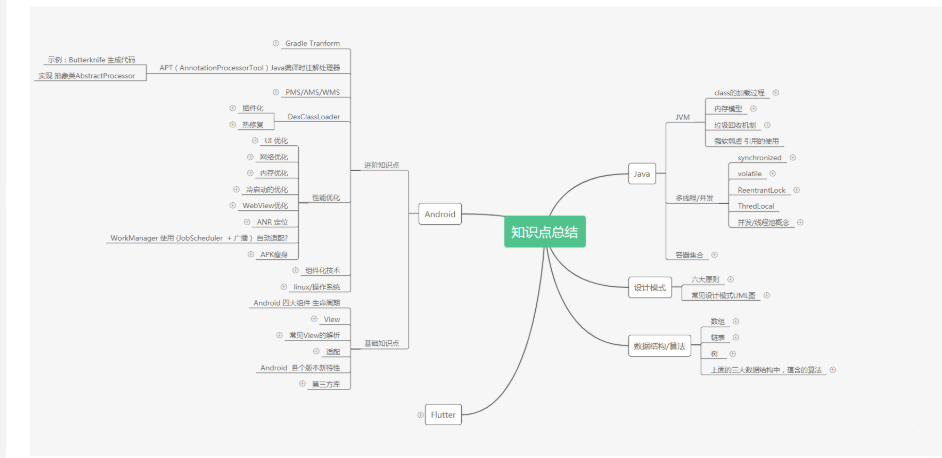 知识点总结
Android
进阶知识点
Gradle Tranform
APT（AnnotationProcessorTool）Java编译时注解处理器
示例：Butterknife 生成代码
实现 抽象类AbstractProcessor
PMS/AMS/WMS
DexClassLoader
插件化
热修复
性能优化
UI 优化
网络优化
内存优化
冷启动的优化
WebView优化
ANR 定位
WorkManager 使用 (JobScheduler + 广播 ) 自动适配?
APK瘦身
组件化技术
linux/操作系统
基础知识点
Android 四大组件 生命周期
View
常见View的解析
适配
Android 各个版本新特性
第三方库
Flutter
Java
JVM
class的加载过程
内存模型
垃圾回收机制
强软弱虚 引用的使用
多线程/并发
synchronized
volatile
ReentrantLock
ThredLocal
并发/线程池概念
容器集合
设计模式
六大原则
常见设计模式UML图
数据结构/算法
数组
链表
树
上面的三大数据结构中，蕴含的算法